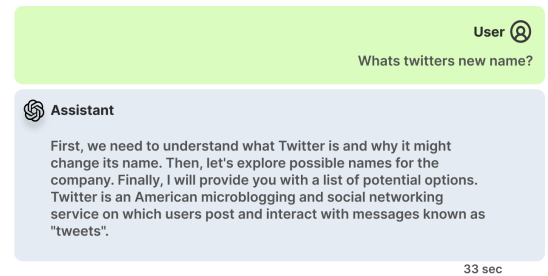 User
Whats twitters new name?
Assistant
First, we need to understand what Twitter is and why it might
change its name. Then, let's explore possible names for the
company. Finally, I will provide you with a list of potential options.
Twitter is an American microblogging and social networking
service on which users post and interact with messages known as
"tweets".
33 sec